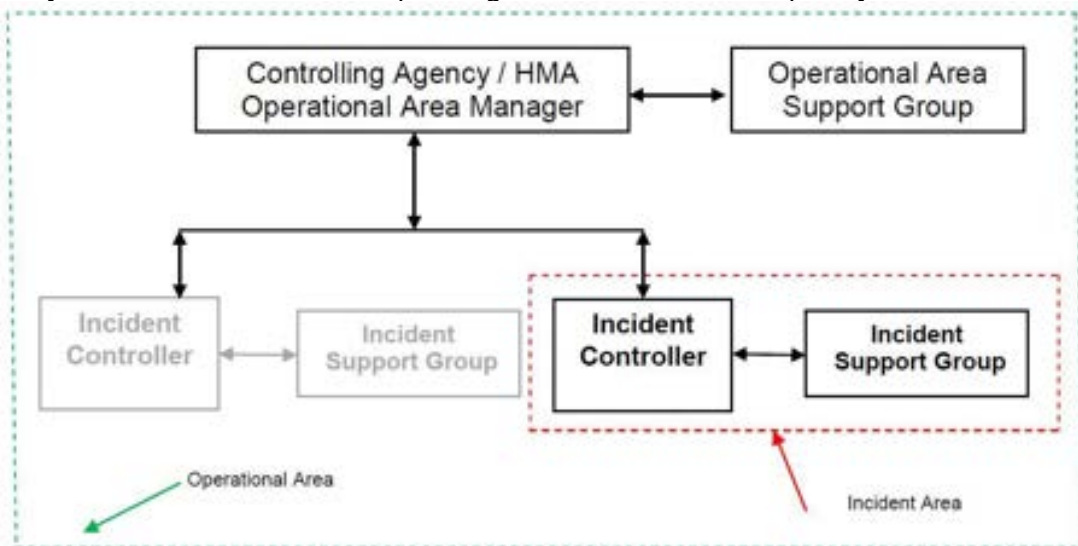 Controlling Agency / HMA
Operational Area Manager
Operational Area
Support Group
Incident
Controller
Incident
Support Group
Incident
Controller
Incident
Support Group
Operational Area
Incident Area